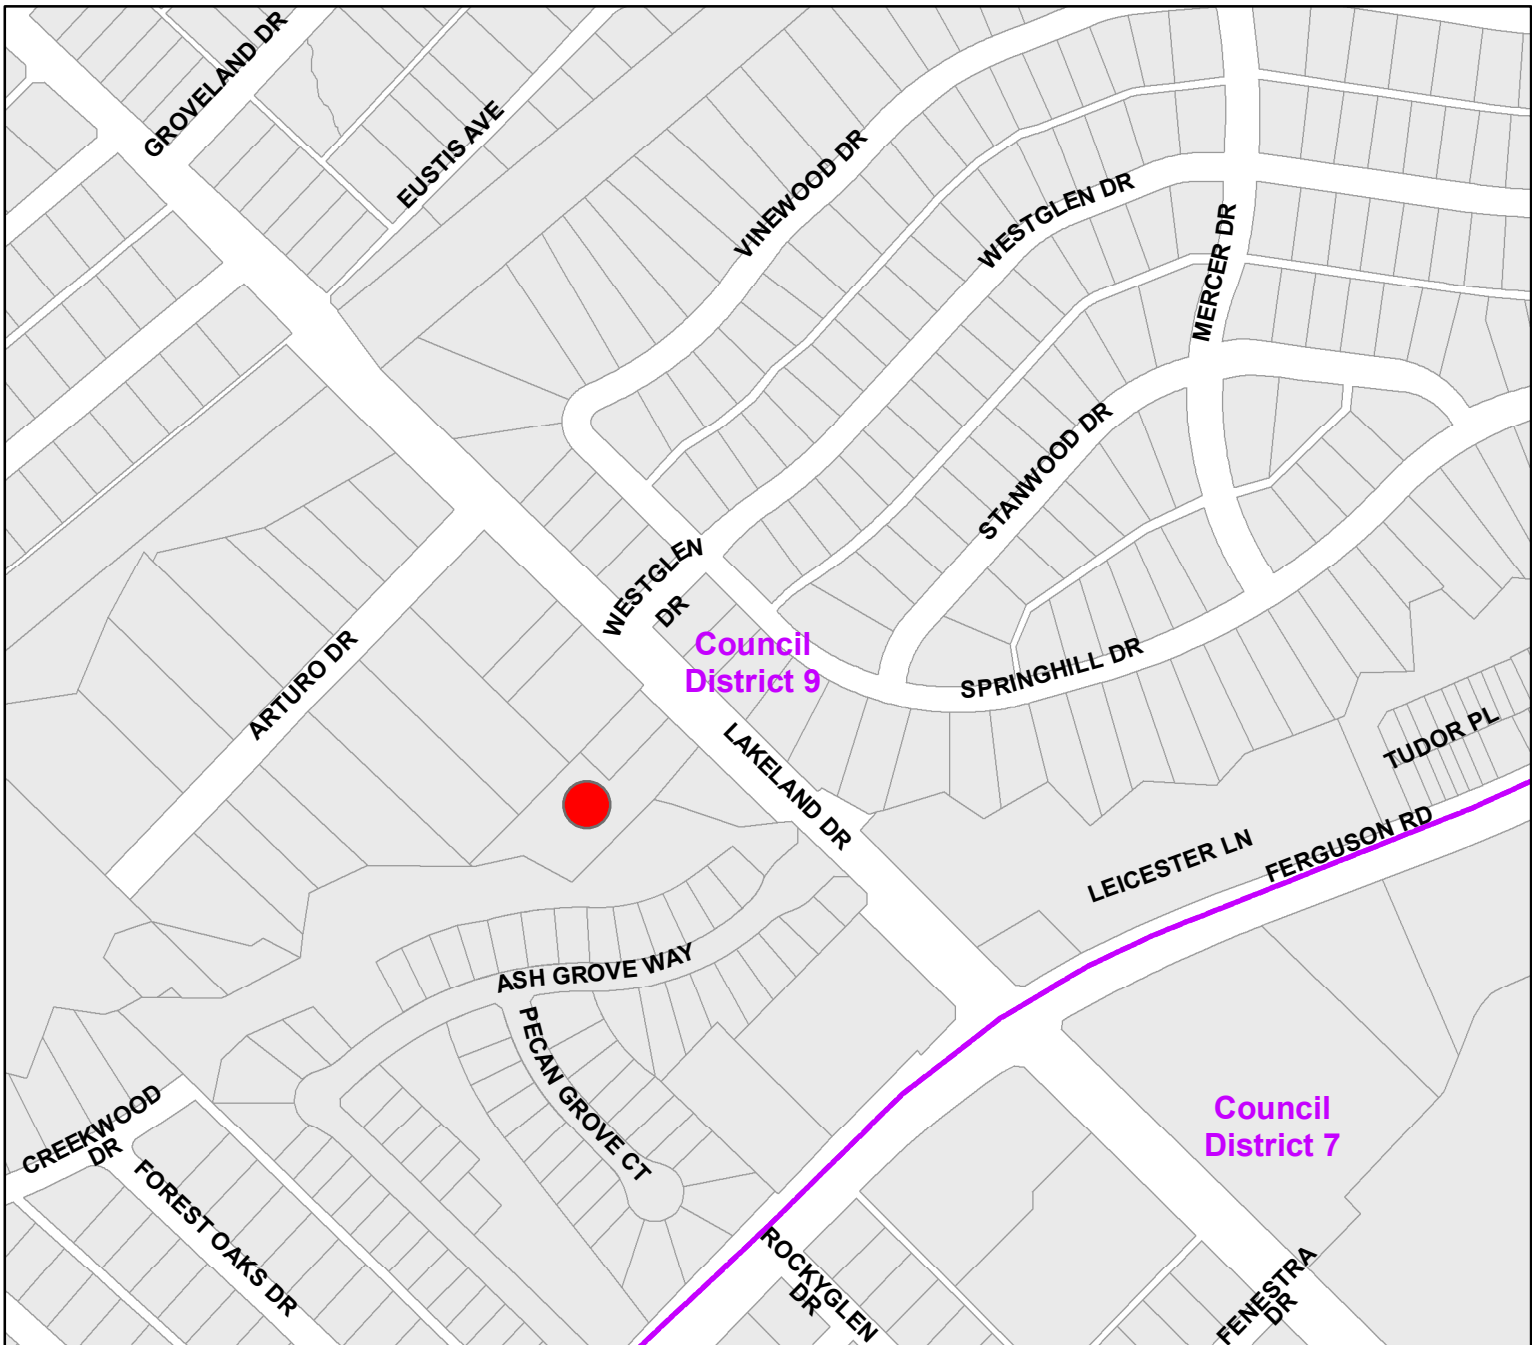 GROVELAND DR
EUSTIS AVE
VINEWOOD DR
WESTGLEN DR
MERCER DR
STANWOOD DR
WESTGLEN
DR
Council
District 9
SPRINGHILL DR
ARTURO DR
LAKELAND DR
TUDOR PL
FERGUSON RD
LEICESTER LN
ASH GROVE WAY
PECAN GROVE CT
CREEKWOOD
DR
FOREST OAKS DR
Council
District 7
ROCKYGLEN
DR
FENESTRA
DR